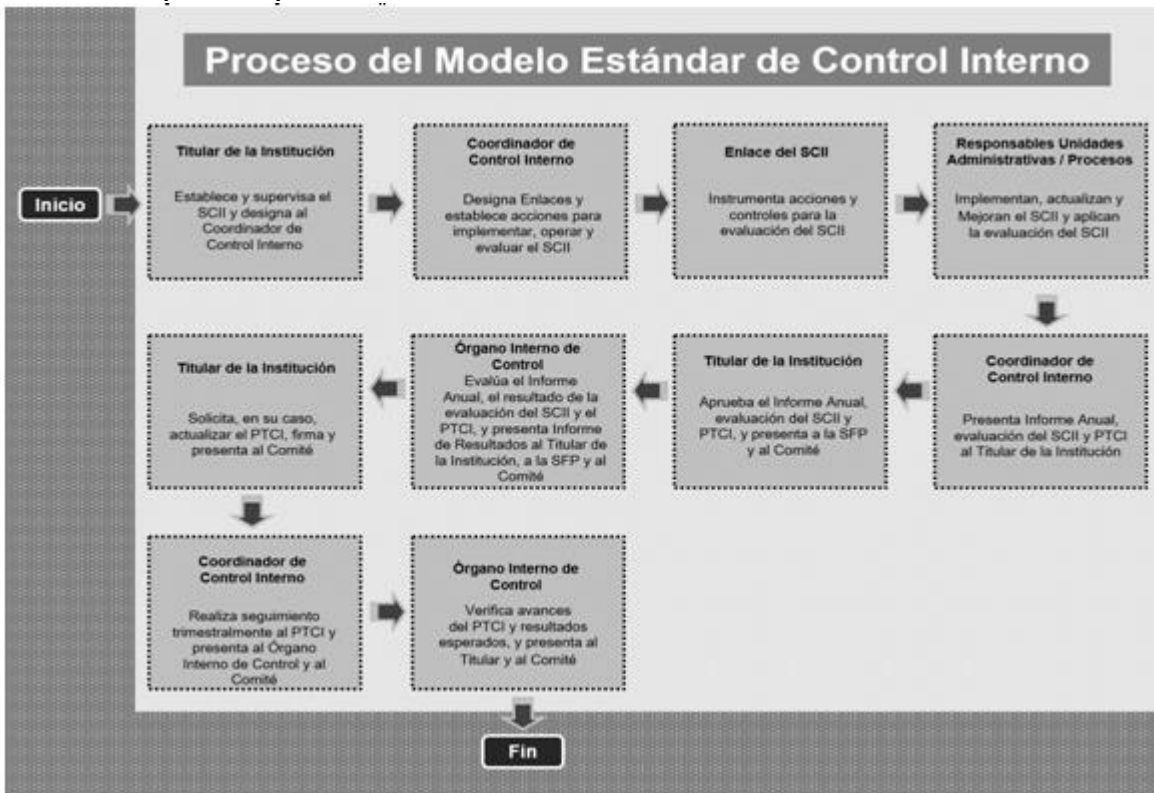 Proceso del Modelo Estándar de Control Interno
Inicio
Titular de la Institución
Establece y supervisa el
SCII y designa al
Coordinador de
Control Interno
Coordinador de
Control Interno
Designa Enlaces y
establece acciones para
implementar, operar y
evaluar el SCII
Enlace del SCII
Instrumenta acciones y
controles para la
evaluación del SCII
Responsables Unidades
Administrativas / Procesos
Implementan, actualizan y
Mejoran el SCII y aplican
la evaluación del SCII
Coordinador de
Control Interno
Presenta Informe Anual,
evaluación del SCII y PTCI
al Titular de la Institución
Titular de la Institución
Aprueba el Informe Anual,
evaluación del SCII y
PTCI, y presenta a la SFP
y al Comité
Órgano Interno de
Control
Evalúa el Informe
Anual, el resultado de la
evaluación del SCII y el
PTCI, y presenta Informe
de Resultados al Titular de
la Institución, a la SFP y al
Comité
Titular de la Institución
Solicita, en su caso,
actualizar el PTCI, firma y
presenta al Comité
Coordinador de
Control Interno
Realiza seguimiento
trimestralmente al PTCI y
presenta al Órgano
Interno de Control y al
Comité
Órgano Interno de
Control
Verifica avances
del PTCI y resultados
esperados, y presenta al
Titular y al Comité
Fin